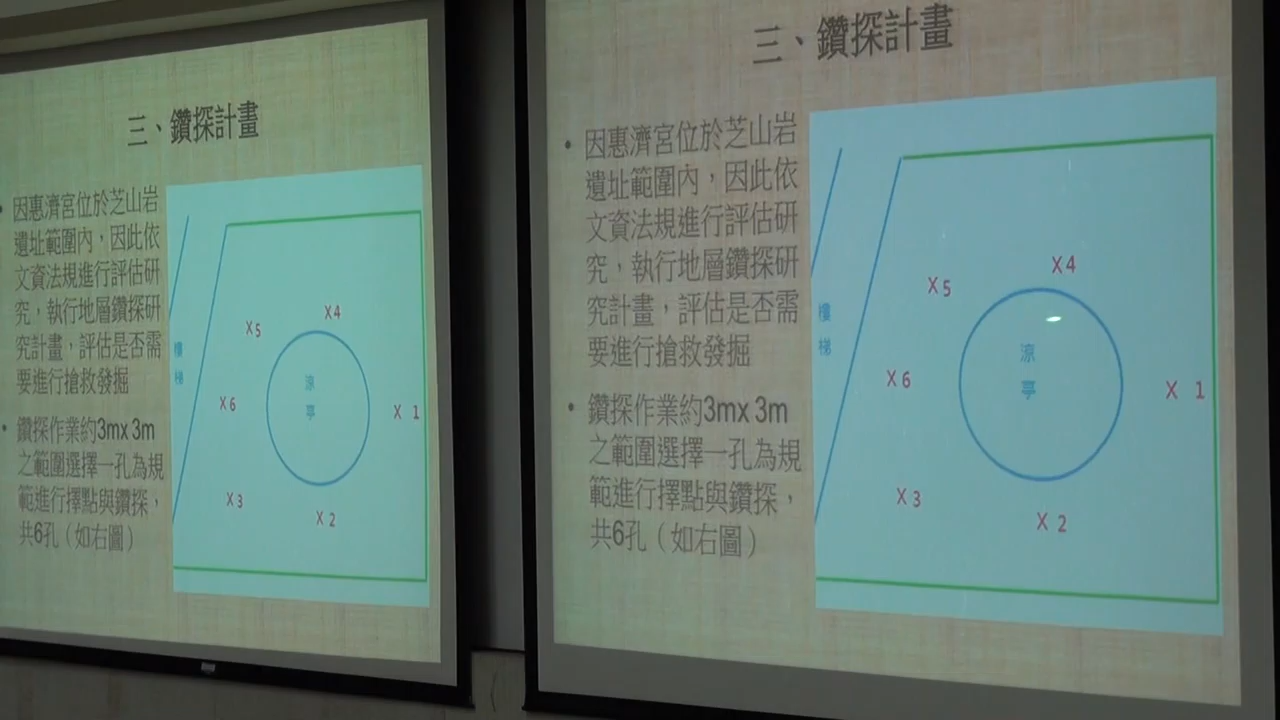 三、鑽探計畫
因惠濟宮位於芝山岩
遺址範圍內，因此依
文資法規進行評估研
究，執行地層鑽探研
究計畫，評估是否需
要進行搶救發掘
鑽探作業約3mx 3m
之範圍選擇一孔為規
範進行擇點與鑽探，
共6孔（如右圖）
樓
梯
X4
X5
涼
亭
X6
X 1
X3
X 2
三、鑽探計畫
• 因惠濟宮位於芝山岩
遺址範圍內，因此依
文資法規進行評估研
究，執行地層鑽探研
究計畫，評估是否需
要進行搶救發掘
• 鑽探作業約3mx 3m
之範圍選擇一孔為規
範進行擇點與鑽探，
共6孔（如右圖）
樓
梯
X4
X5
涼
亭
X6
X 1
X3
X 2